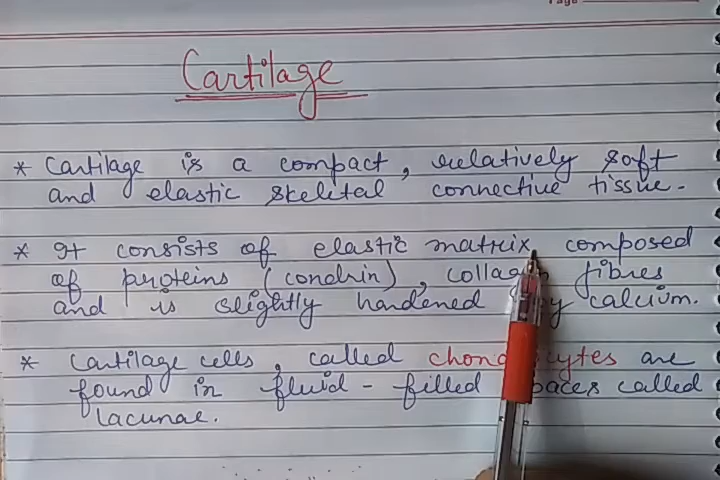 Page
Cartilage
* Cartilage is a compact, relatively soft
and elastic skeletal connective tissue.
* It consists of elastic matrix composed
of proteins (condrin), collag fibres
and is slightly hardened by calcium.
* Cartilage cells, called chondrocytes are
found in fluid - filled spaces called
lacunae.